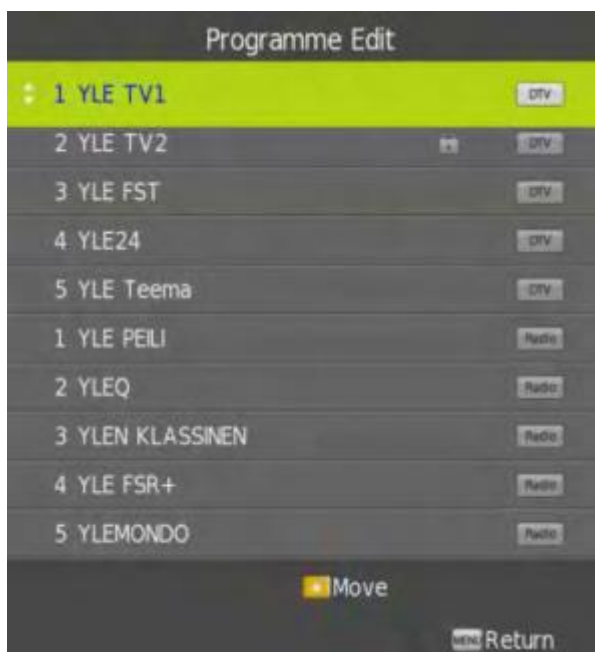 Programme Edit
1 YLE TV1 DTV
2 YLE TV2 DTV
3 YLE FST DTV
4 YLE24 DTV
5 YLE Teema DTV
1 YLE PEILI Radio
2 YLEQ Radio
3 YLEN KLASSINEN Radio
4 YLE FSR+ Radio
5 YLEMONDO Radio
Move
MENU Return